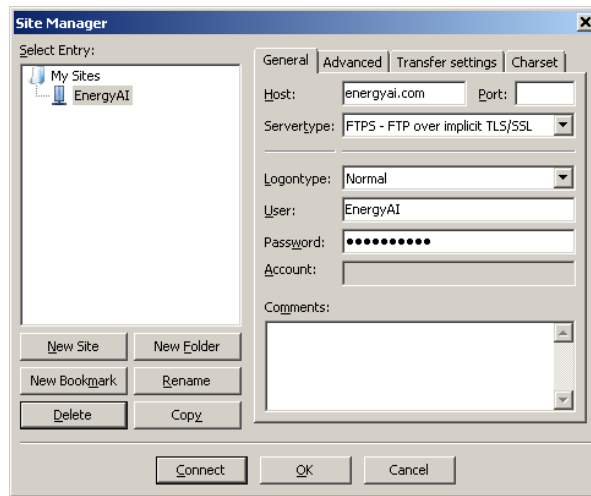 Site Manager
Select Entry:
My Sites
EnergyAI
New Site
New Folder
New Bookmark
Rename
Delete
Copy
General
Advanced
Transfer settings
Charset
Host:
energyai.com
Port:
Servertype:
FTPS - FTP over implicit TLS/SSL
Logontype:
Normal
User:
EnergyAI
Password:
●●●●●●●●●●
Account:
Comments:
Connect
OK
Cancel